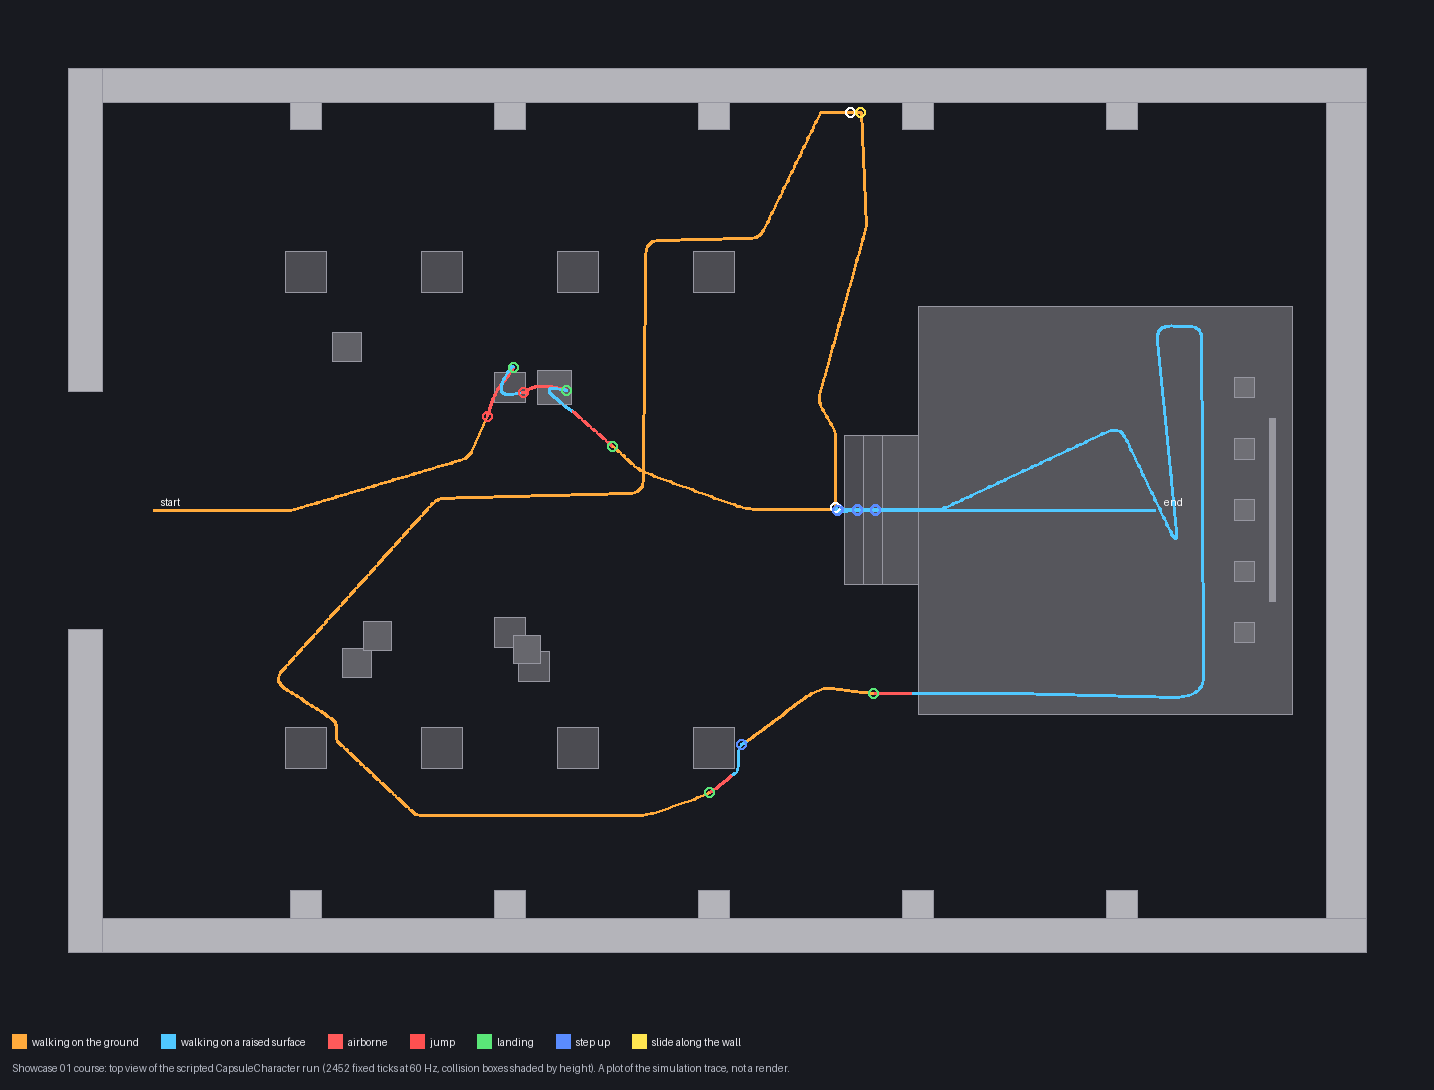 start
end
walking on the ground
walking on a raised surface
airborne
jump
landing
step up
slide along the wall
Showcase 01 course: top view of the scripted CapsuleCharacter run (2452 fixed ticks at 60 Hz, collision boxes shaded by height). A plot of the simulation trace, not a render.